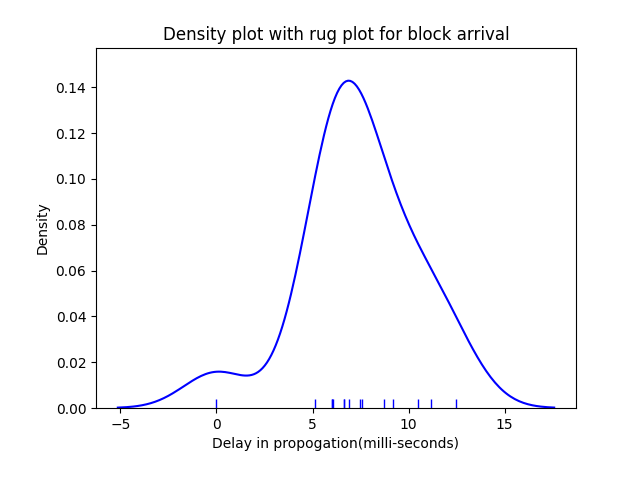 Density plot with rug plot for block arrival
0.14
0.12
0.10
0.08
0.06
0.04
0.02
0.00
Density
−5 0 5 10 15
Delay in propogation(milli-seconds)